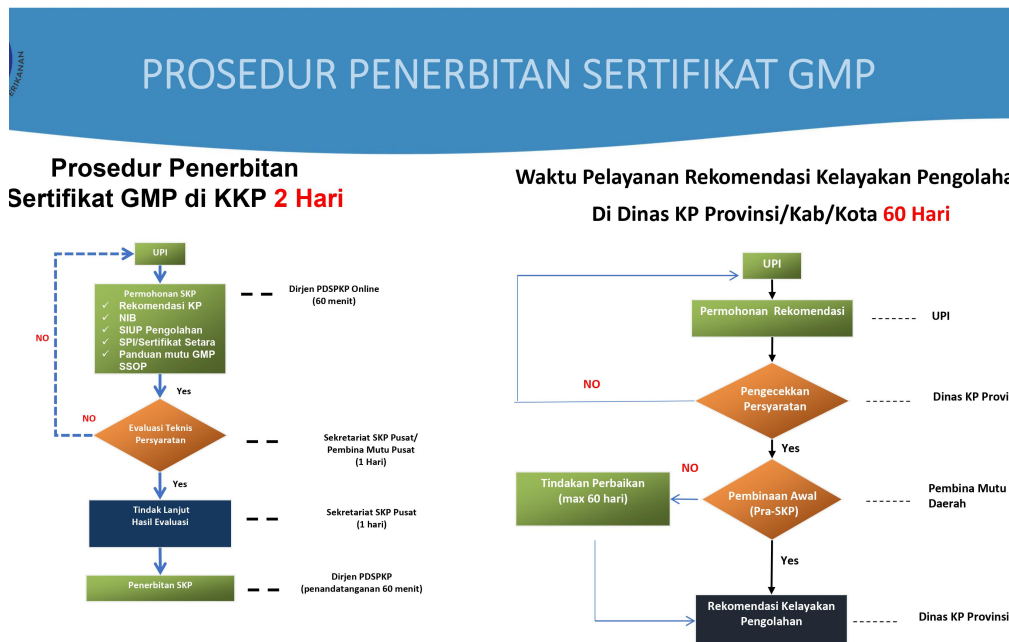 ERIKANAN
PROSEDUR PENERBITAN SERTIFIKAT GMP
Prosedur Penerbitan
Sertifikat GMP di KKP 2 Hari
UPI
Permohonan SKP
✓ Rekomendasi KP
✓ NIB
✓ SIUP Pengolahan
✓ SPI/Sertifikat Setara
✓ Panduan mutu GMP
SSOP
Dirjen PDSPKP Online
(60 menit)
NO
Yes
NO
Evaluasi Teknis
Persyaratan
Sekretariat SKP Pusat/
Pembina Mutu Pusat
(1 Hari)
Yes
Tindak Lanjut
Hasil Evaluasi
Sekretariat SKP Pusat
(1 hari)
Penerbitan SKP
Dirjen PDSPKP
(penandatanganan 60 menit)
Waktu Pelayanan Rekomendasi Kelayakan Pengolaha
Di Dinas KP Provinsi/Kab/Kota 60 Hari
UPI
Permohonan Rekomendasi
UPI
NO
Pengecekkan
Persyaratan
Dinas KP Provi
Yes
NO
Tindakan Perbaikan
(max 60 hari)
Pembinaan Awal
(Pra-SKP)
Pembina Mutu
Daerah
Yes
Rekomendasi Kelayakan
Pengolahan
Dinas KP Provinsi